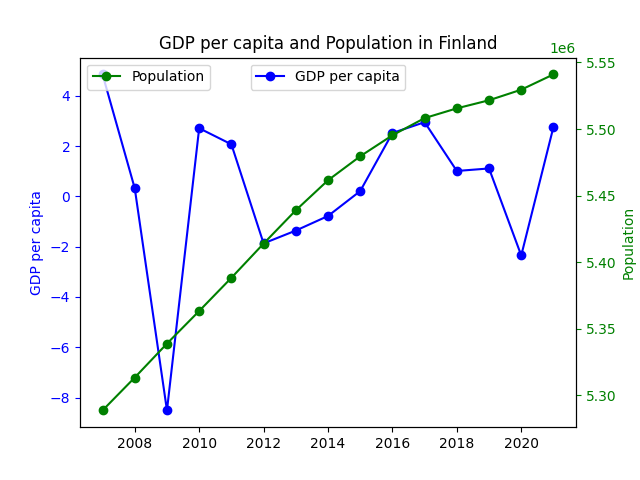 GDP per capita and Population in Finland
1e6
Population
GDP per capita
4
2
0
−2
−4
−6
−8
GDP per capita
5.55
5.50
5.45
5.40
5.35
5.30
Population
2008 2010 2012 2014 2016 2018 2020